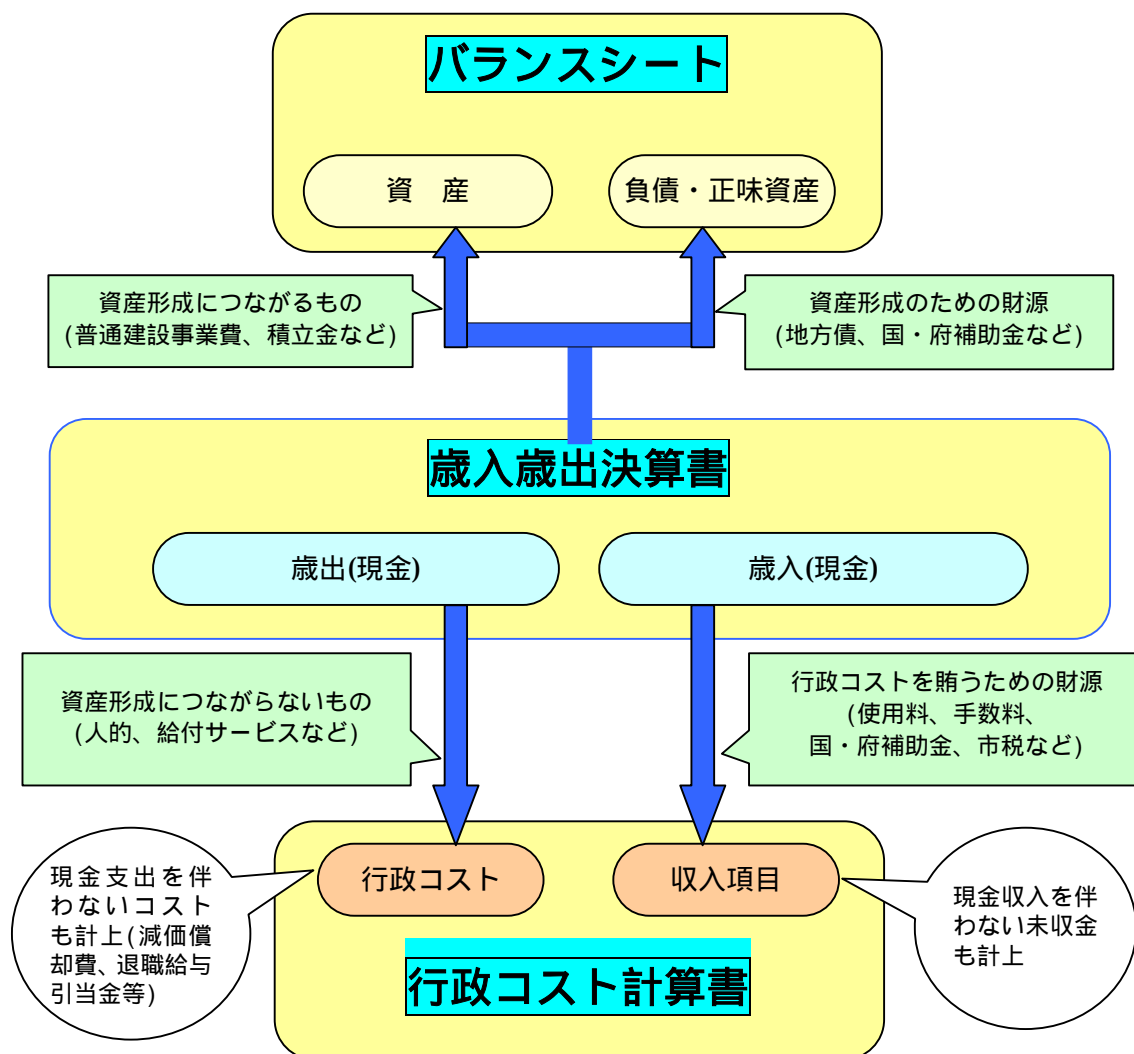 バランスシート
資　産
負債・正味資産
資産形成につながるもの
(普通建設事業費、積立金など)
資産形成のための財源
(地方債、国・府補助金など)
歳入歳出決算書
歳出(現金)
歳入(現金)
資産形成につながらないもの
(人的、給付サービスなど)
行政コストを賄うための財源
(使用料、手数料、
国・府補助金、市税など)
現金支出を伴
わないコスト
も計上(減価償
却費、退職給与
引当金等)
行政コスト
収入項目
現金収入を伴
わない未収金
も計上
行政コスト計算書